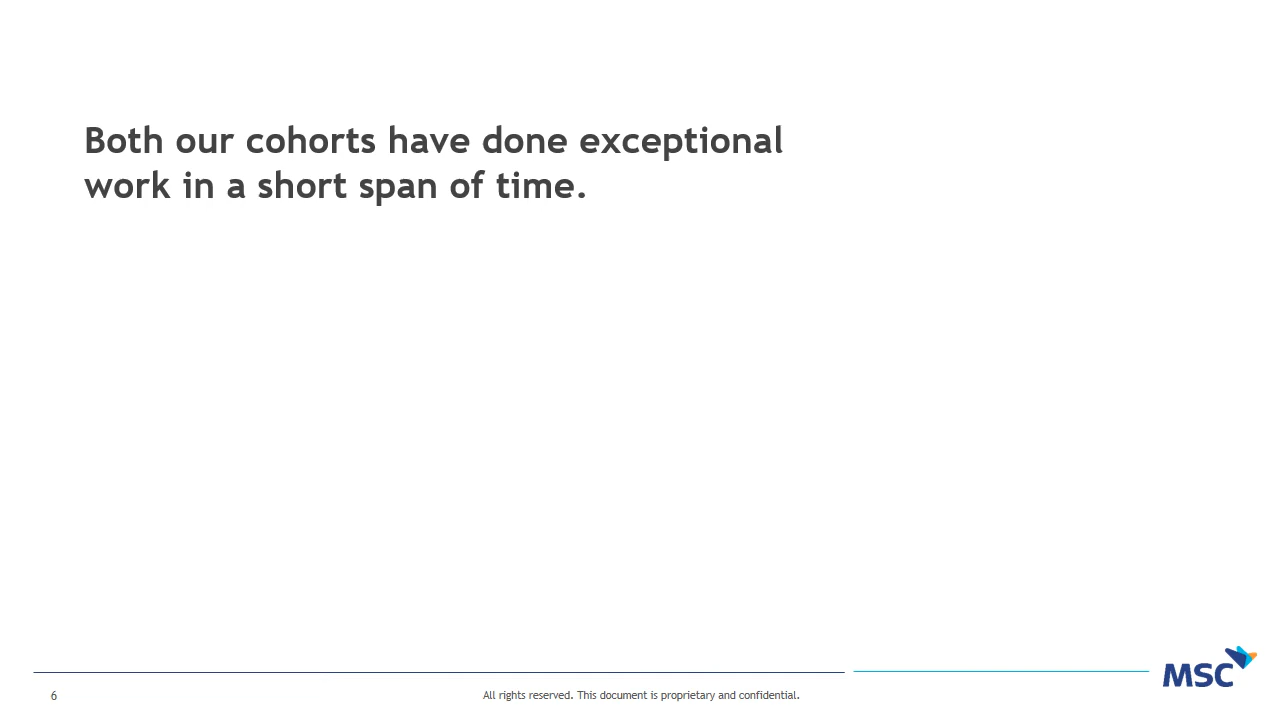 Both our cohorts have done exceptional
work in a short span of time.
6
All rights reserved. This document is proprietary and confidential.
MSC